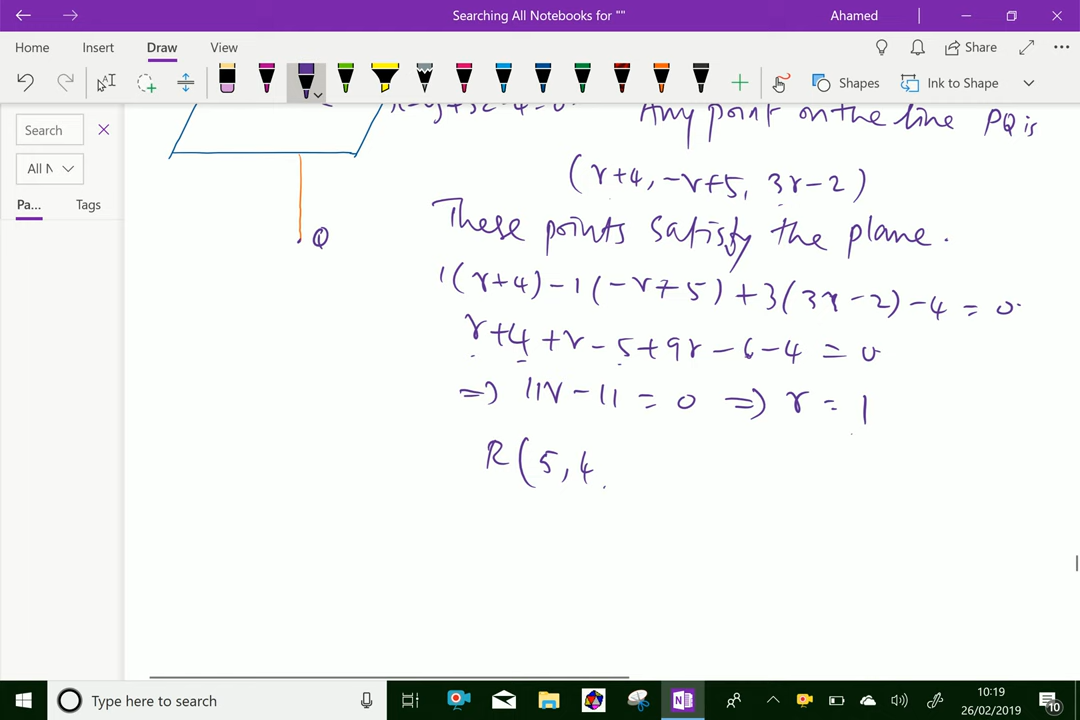 Searching All Notebooks for ""
Ahamed
Home Insert Draw View
Share
Shapes
Ink to Shape
Search
All N
Pa... Tags
Any point on the line PQ is
(r+4, -r+5, 3r-2)
These points satisfy the plane.
Q
1(r+4)-1(-r+5)+3(3r-2)-4=0
r+4+r-5+9r-6-4=0
=> 11r-11=0 => r=1
R(5,4
Type here to search
10:19
26/02/2019
10